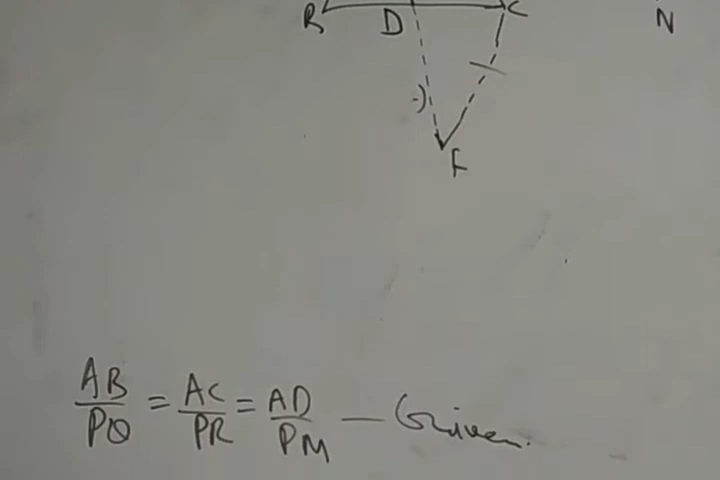 B D C N
F
AB/PQ = AC/PR = AD/PM — Given.